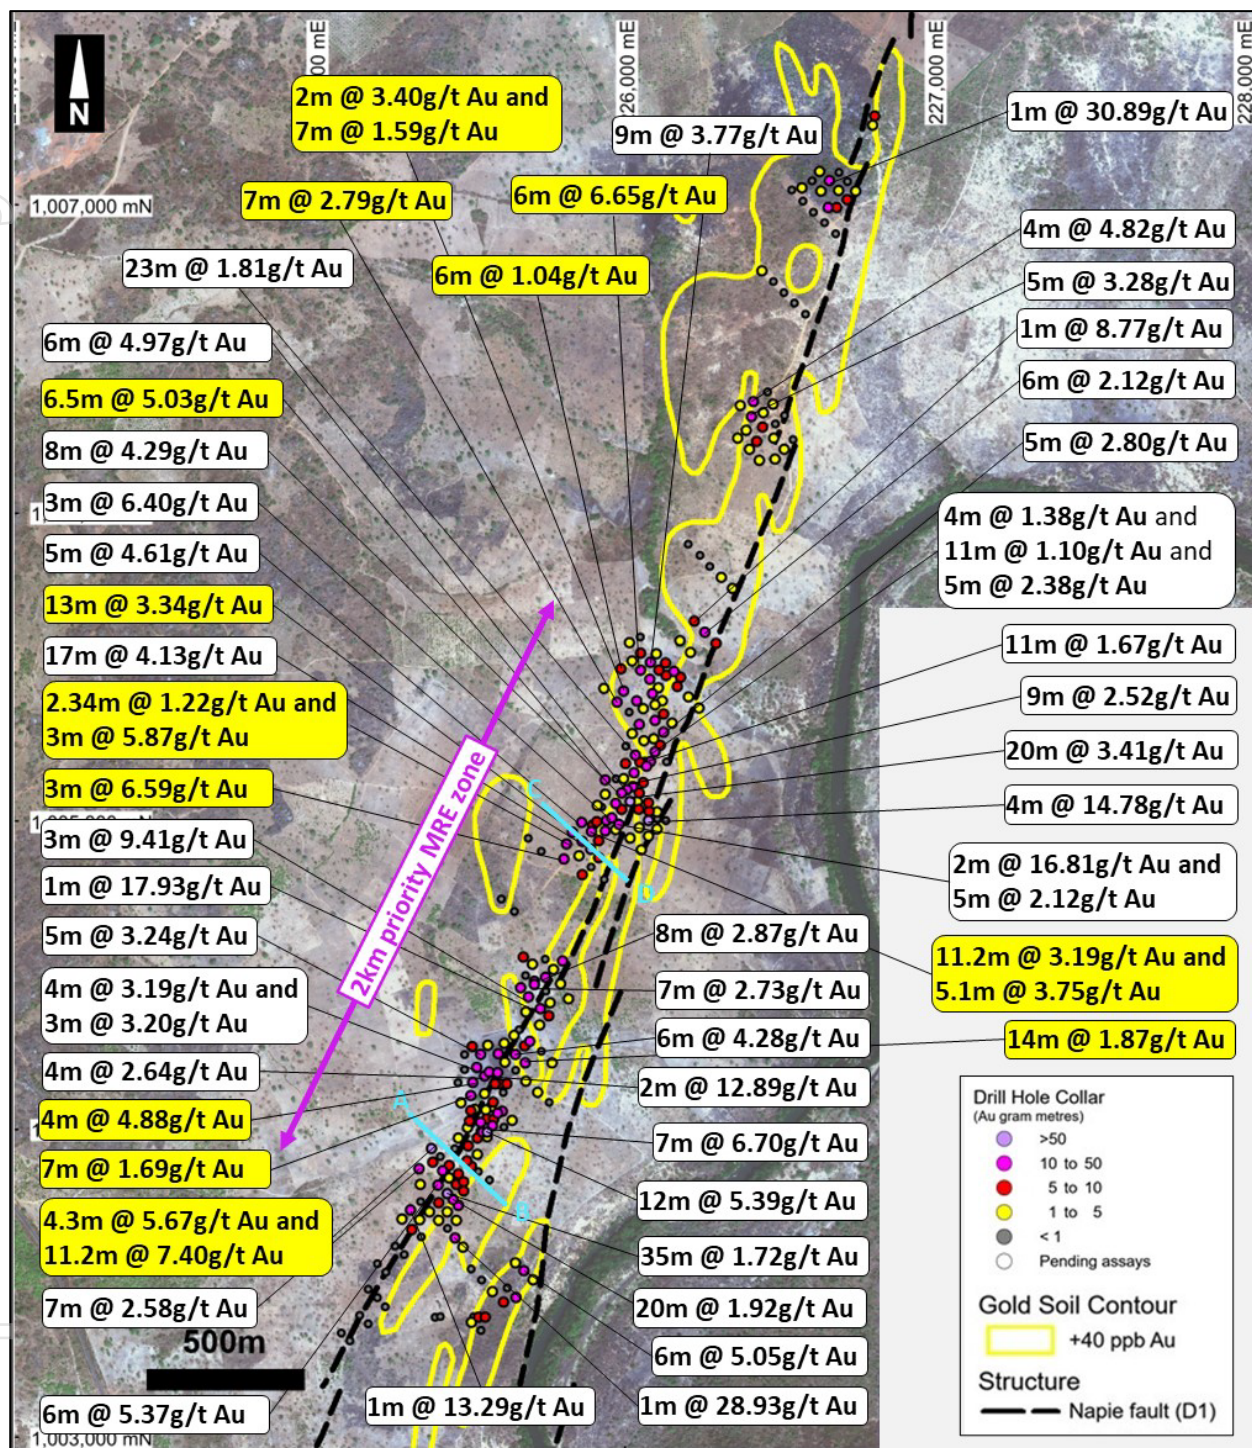 26,000 mE
227,000 mE
228,000 mE
N
2m @ 3.40g/t Au and
7m @ 1.59g/t Au
9m @ 3.77g/t Au
1m @ 30.89g/t Au
7m @ 2.79g/t Au
6m @ 6.65g/t Au
1,007,000 mN
4m @ 4.82g/t Au
23m @ 1.81g/t Au
6m @ 1.04g/t Au
5m @ 3.28g/t Au
6m @ 4.97g/t Au
1m @ 8.77g/t Au
6.5m @ 5.03g/t Au
6m @ 2.12g/t Au
8m @ 4.29g/t Au
5m @ 2.80g/t Au
3m @ 6.40g/t Au
4m @ 1.38g/t Au and
11m @ 1.10g/t Au and
5m @ 2.38g/t Au
5m @ 4.61g/t Au
13m @ 3.34g/t Au
17m @ 4.13g/t Au
11m @ 1.67g/t Au
2.34m @ 1.22g/t Au and
3m @ 5.87g/t Au
9m @ 2.52g/t Au
20m @ 3.41g/t Au
3m @ 6.59g/t Au
4m @ 14.78g/t Au
C
D
2km priority MRE zone
3m @ 9.41g/t Au
1m @ 17.93g/t Au
2m @ 16.81g/t Au and
5m @ 2.12g/t Au
5m @ 3.24g/t Au
8m @ 2.87g/t Au
11.2m @ 3.19g/t Au and
5.1m @ 3.75g/t Au
4m @ 3.19g/t Au and
3m @ 3.20g/t Au
7m @ 2.73g/t Au
6m @ 4.28g/t Au
14m @ 1.87g/t Au
4m @ 2.64g/t Au
2m @ 12.89g/t Au
4m @ 4.88g/t Au
A
B
7m @ 6.70g/t Au
7m @ 1.69g/t Au
12m @ 5.39g/t Au
4.3m @ 5.67g/t Au and
11.2m @ 7.40g/t Au
35m @ 1.72g/t Au
7m @ 2.58g/t Au
20m @ 1.92g/t Au
500m
6m @ 5.05g/t Au
6m @ 5.37g/t Au
1m @ 13.29g/t Au
1m @ 28.93g/t Au
1,003,000 mN
Drill Hole Collar
(Au gram metres)
>50
10 to 50
5 to 10
1 to 5
< 1
Pending assays
Gold Soil Contour
+40 ppb Au
Structure
Napie fault (D1)